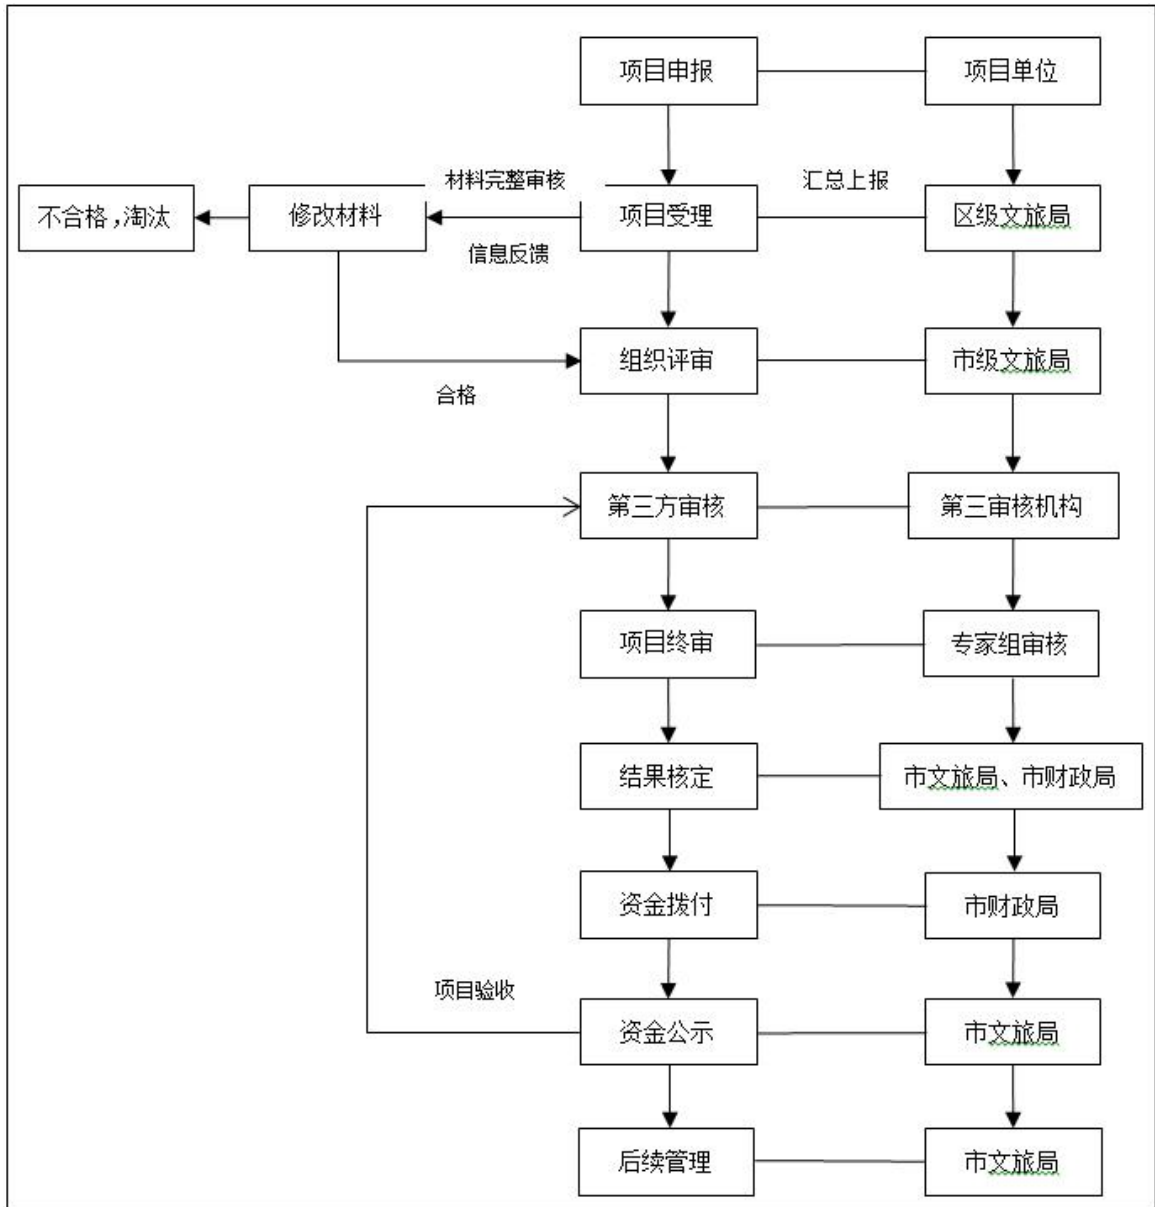 项目申报
项目单位
材料完整审核
汇总上报
不合格,淘汰
修改材料
项目受理
区级文旅局
信息反馈
组织评审
市级文旅局
合格
第三方审核
第三审核机构
项目终审
专家组审核
结果核定
市文旅局、市财政局
资金拨付
市财政局
项目验收
资金公示
市文旅局
后续管理
市文旅局